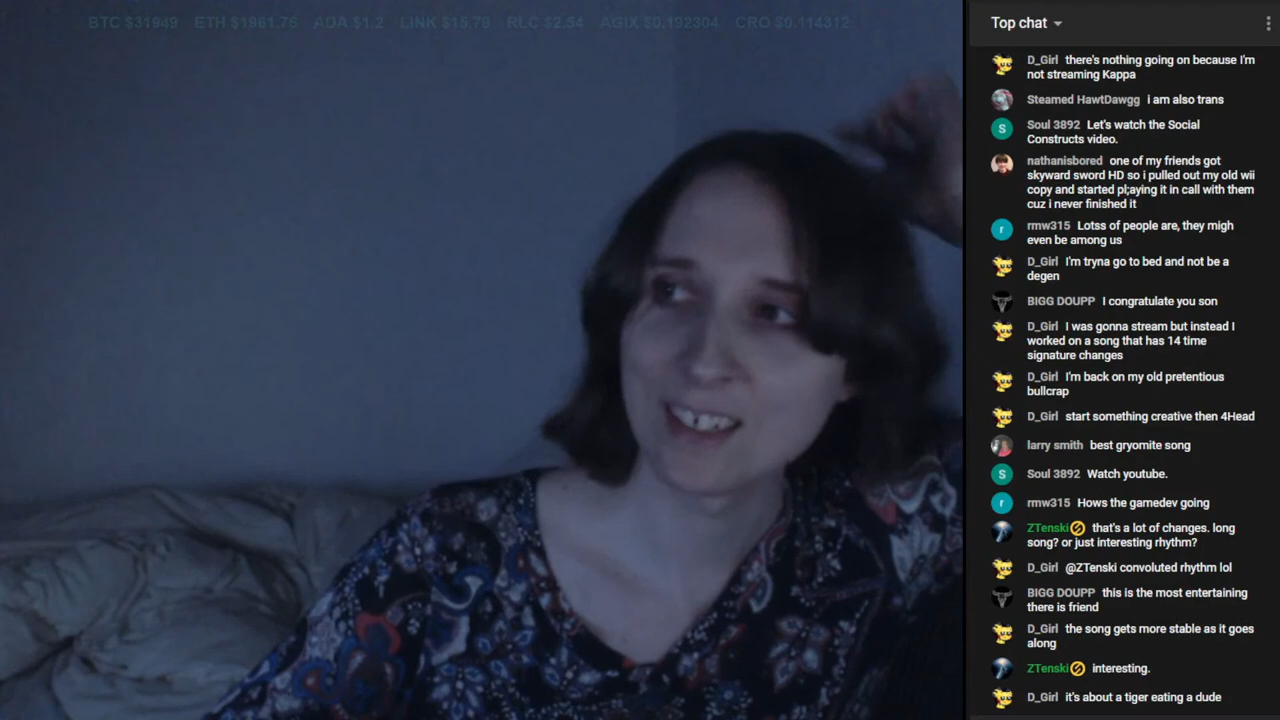 BTC $31949 ETH $1961.76 ADA $1.2 LINK $15.79 RLC $2.54 AGIX $0.192304 CRO $0.114312
Top chat
D_Girl there's nothing going on because I'm
not streaming Kappa
Steamed HawtDawgg i am also trans
S Soul 3892 Let's watch the Social
Constructs video.
nathanisbored one of my friends got
skyward sword HD so i pulled out my old wii
copy and started pl;aying it in call with them
cuz i never finished it
r rmw315 Lotss of people are, they migh
even be among us
D_Girl I'm tryna go to bed and not be a
degen
BIGG DOUPP I congratulate you son
D_Girl I was gonna stream but instead I
worked on a song that has 14 time
signature changes
D_Girl I'm back on my old pretentious
bullcrap
D_Girl start something creative then 4Head
larry smith best gryomite song
S Soul 3892 Watch youtube.
r rmw315 Hows the gamedev going
ZTenski that's a lot of changes. long
song? or just interesting rhythm?
D_Girl @ZTenski convoluted rhythm lol
BIGG DOUPP this is the most entertaining
there is friend
D_Girl the song gets more stable as it goes
along
ZTenski interesting.
D_Girl it's about a tiger eating a dude